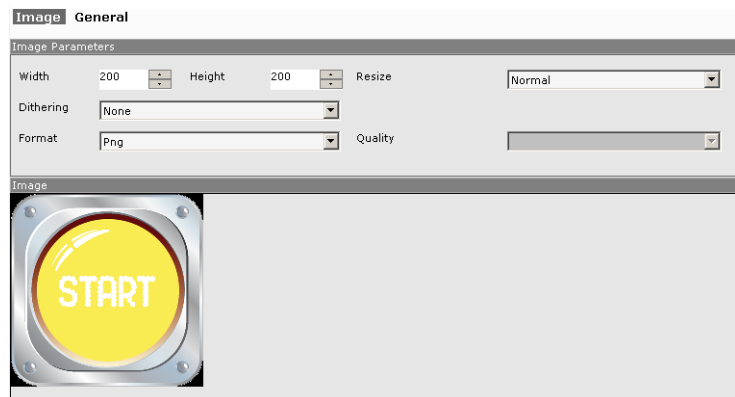 Image General
Image Parameters
Width 200 Height 200 Resize Normal
Dithering None
Format Png Quality
Image
START